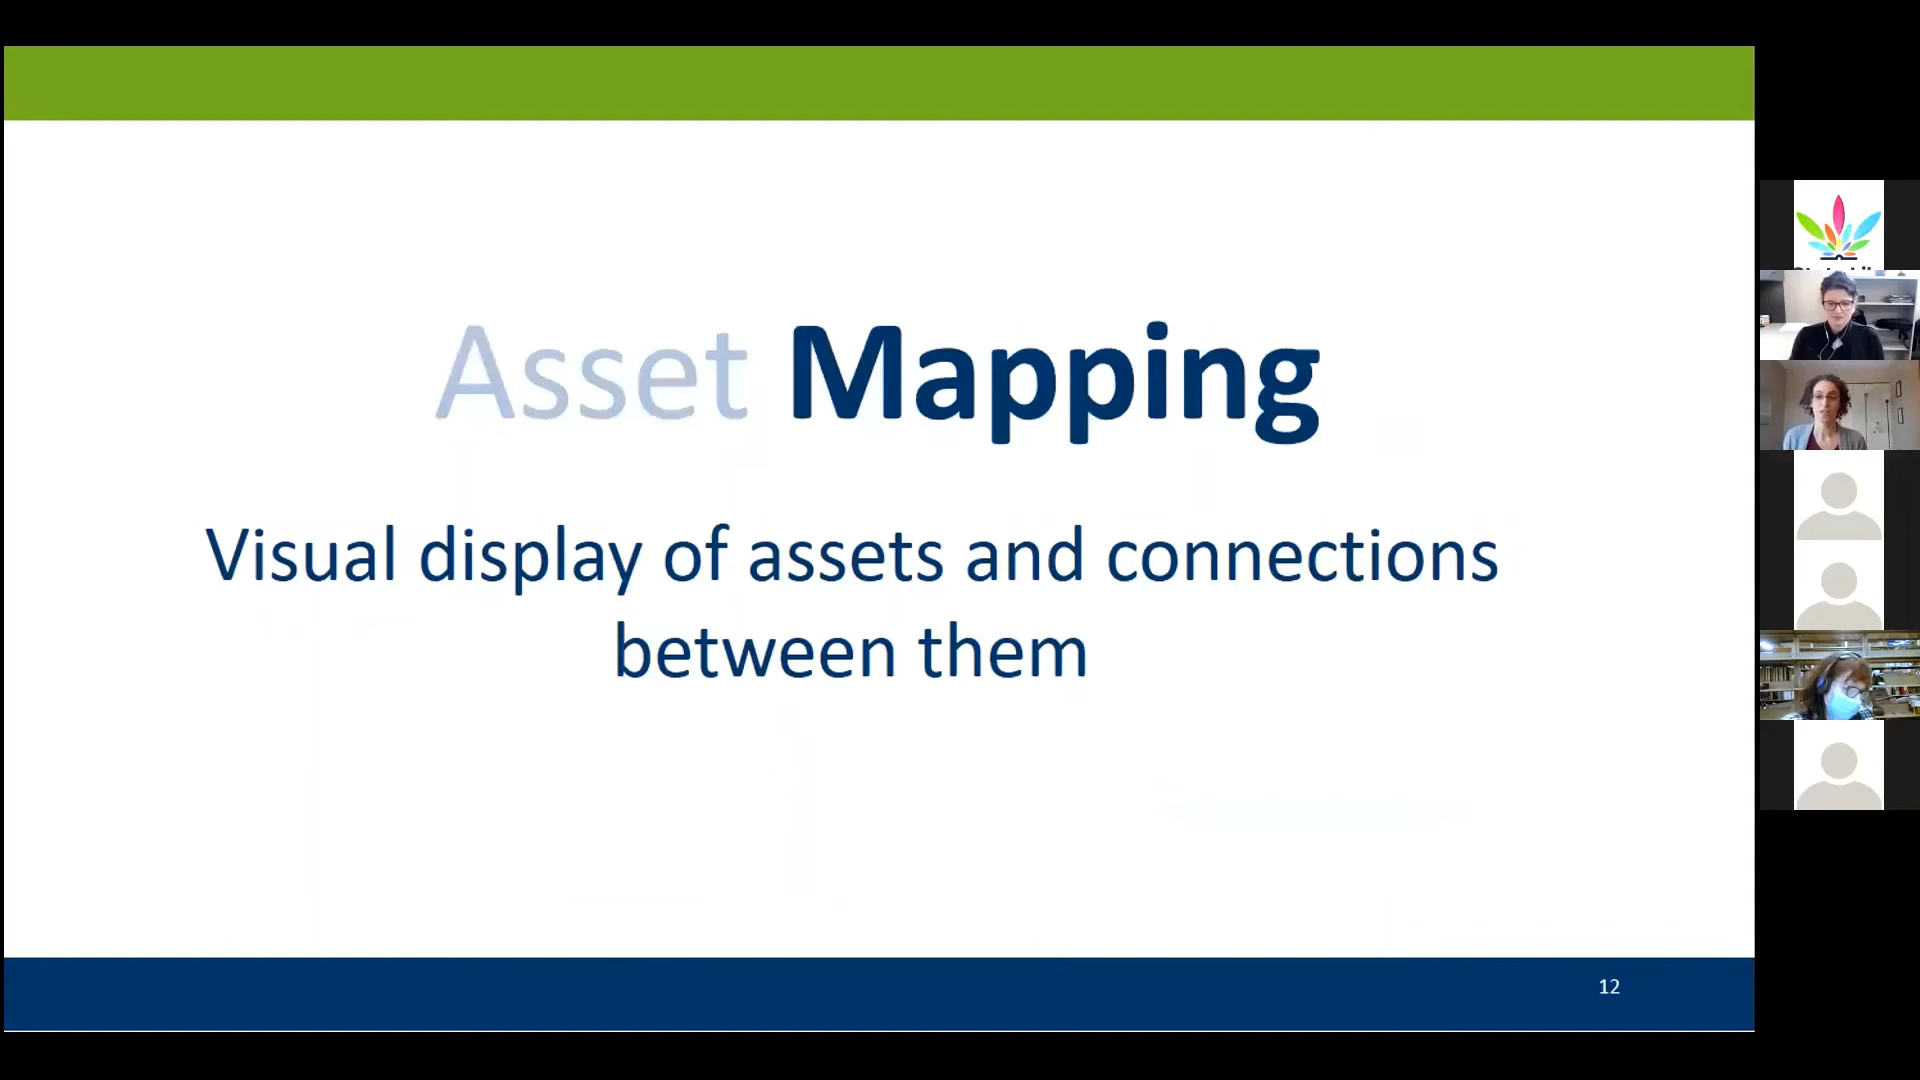 Asset Mapping
Visual display of assets and connections
between them
12